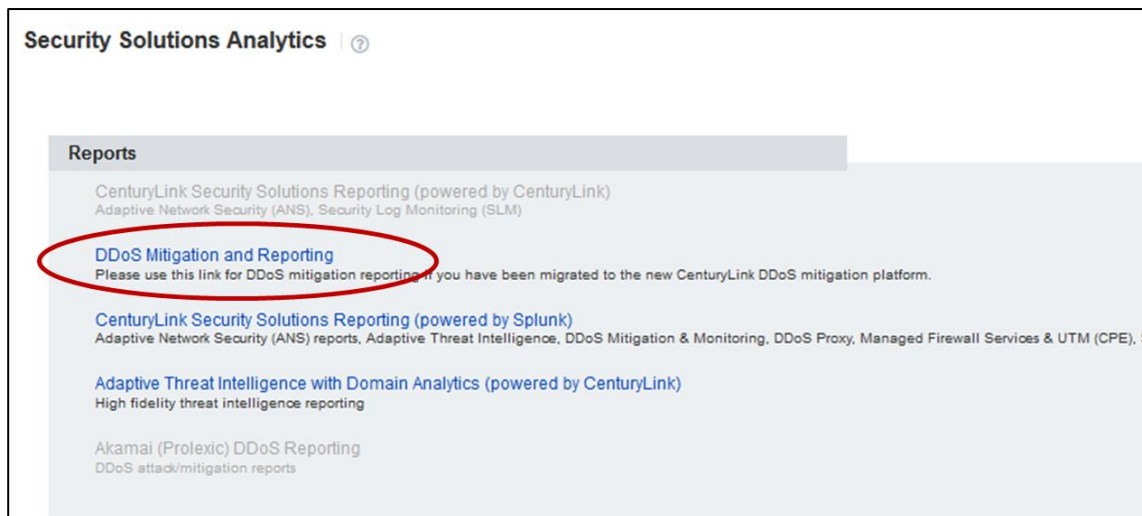 Security Solutions Analytics
Reports
CenturyLink Security Solutions Reporting (powered by CenturyLink)
Adaptive Network Security (ANS), Security Log Monitoring (SLM)
DDoS Mitigation and Reporting
Please use this link for DDoS mitigation reporting if you have been migrated to the new CenturyLink DDoS mitigation platform.
CenturyLink Security Solutions Reporting (powered by Splunk)
Adaptive Network Security (ANS) reports, Adaptive Threat Intelligence, DDoS Mitigation & Monitoring, DDoS Proxy, Managed Firewall Services & UTM (CPE),
Adaptive Threat Intelligence with Domain Analytics (powered by CenturyLink)
High fidelity threat intelligence reporting
Akamai (Prolexic) DDoS Reporting
DDoS attack/mitigation reports